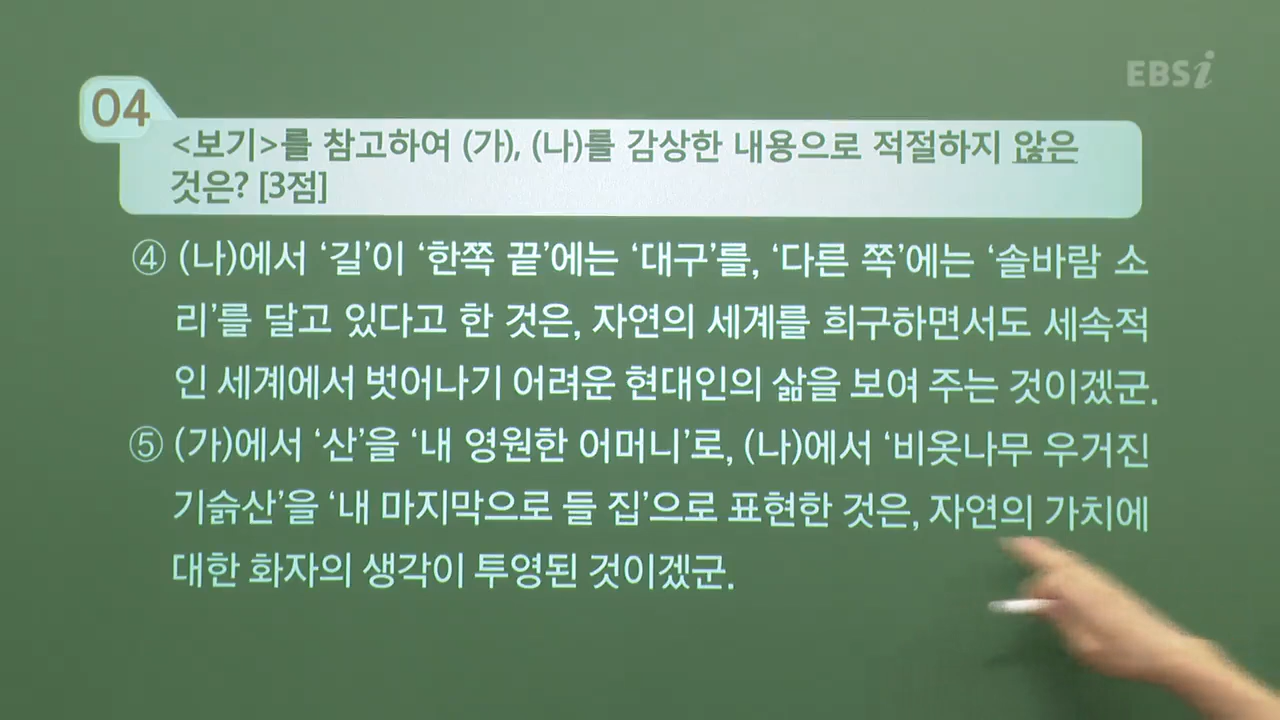 EBSi
04
<보기>를 참고하여 (가), (나)를 감상한 내용으로 적절하지 않은
것은? [3점]
④ (나)에서 ‘길’이 ‘한쪽 끝’에는 ‘대구’를, ‘다른 쪽’에는 ‘솔바람 소
리’를 달고 있다고 한 것은, 자연의 세계를 희구하면서도 세속적
인 세계에서 벗어나기 어려운 현대인의 삶을 보여 주는 것이겠군.
⑤ (가)에서 ‘산’을 ‘내 영원한 어머니’로, (나)에서 ‘비옷나무 우거진
기슭산’을 ‘내 마지막으로 들 집’으로 표현한 것은, 자연의 가치에
대한 화자의 생각이 투영된 것이겠군.